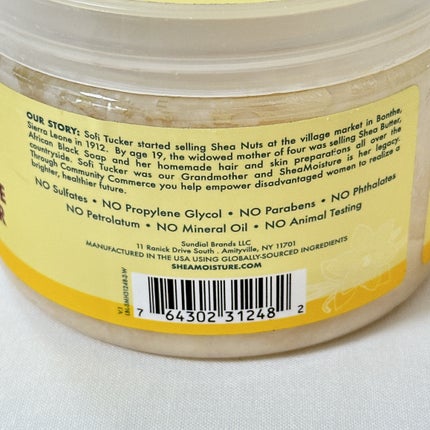 OUR STORY: Sofi Tucker started selling Shea Nuts at the village market in Bonthe,
Sierra Leone in 1912. By age 19, the widowed mother of four was selling Shea Butter,
African Black Soap and her homemade hair and skin preparations all over the
countryside. Sofi Tucker was our Grandmother and SheaMoisture is her legacy.
Through Community Commerce you help empower disadvantaged women to realize a
brighter, healthier future.
NO Sulfates • NO Propylene Glycol • NO Parabens • NO Phthalates
NO Petrolatum • NO Mineral Oil • NO Animal Testing
Sundial Brands LLC
11 Ranick Drive South . Amityville, NY 11701
MANUFACTURED IN THE USA USING GLOBALLY-SOURCED INGREDIENTS
SHEAMOISTURE.COM
7 64302 31248 2